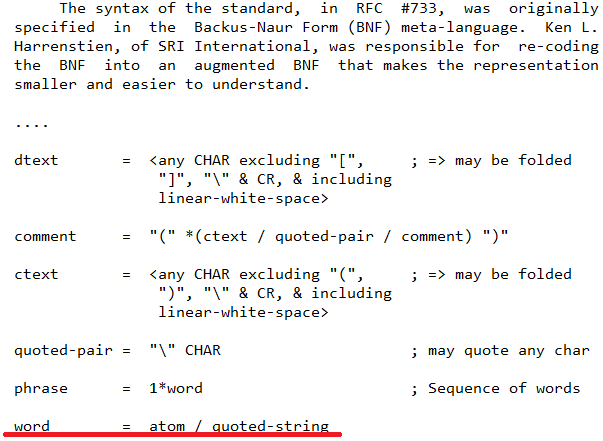 The syntax of the standard, in RFC #733, was originally
specified in the Backus-Naur Form (BNF) meta-language. Ken L.
Harrenstien, of SRI International, was responsible for re-coding
the BNF into an augmented BNF that makes the representation
smaller and easier to understand.
....
dtext = <any CHAR excluding "[", ; => may be folded
"]", "\" & CR, & including
linear-white-space>
comment = "(" *(ctext / quoted-pair / comment) ")"
ctext = <any CHAR excluding "(", ; => may be folded
")", "\" & CR, & including
linear-white-space>
quoted-pair = "\" CHAR ; may quote any char
phrase = 1*word ; Sequence of words
word = atom / quoted-string